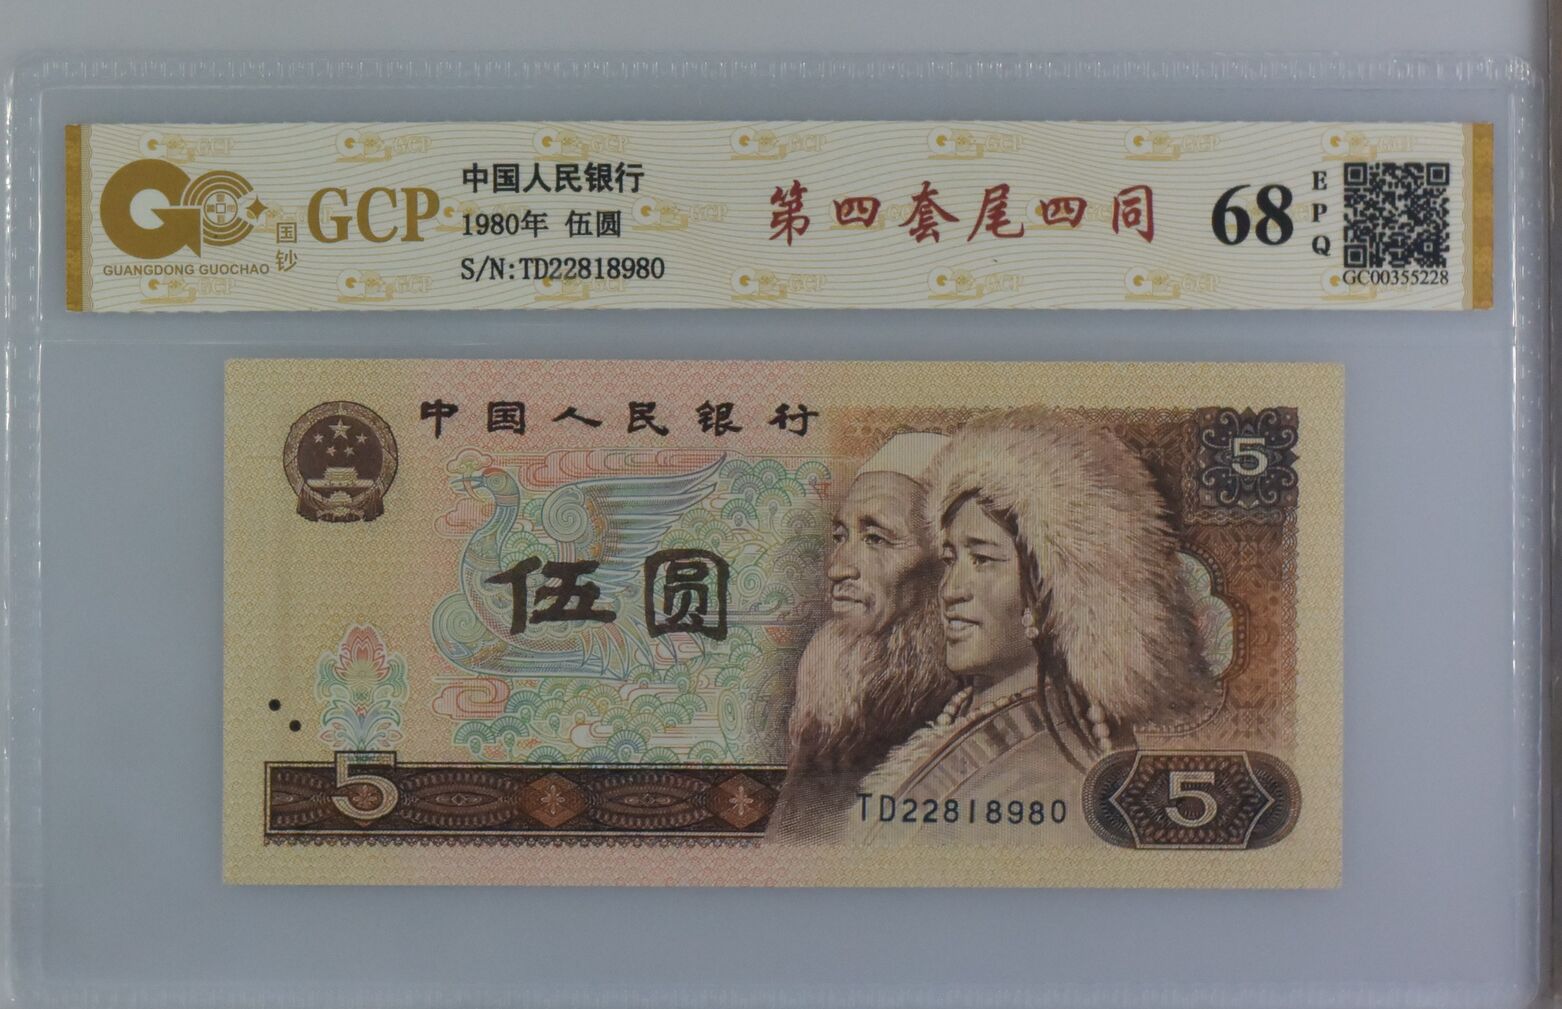 GCP
国钞
GUANGDONG GUOCHAO
中国人民银行
1980年 伍圆
S/N:TD22818980
第四套尾四同
68
EPQ
GC00355228
中国人民银行
5
伍圆
5
TD22818980
5